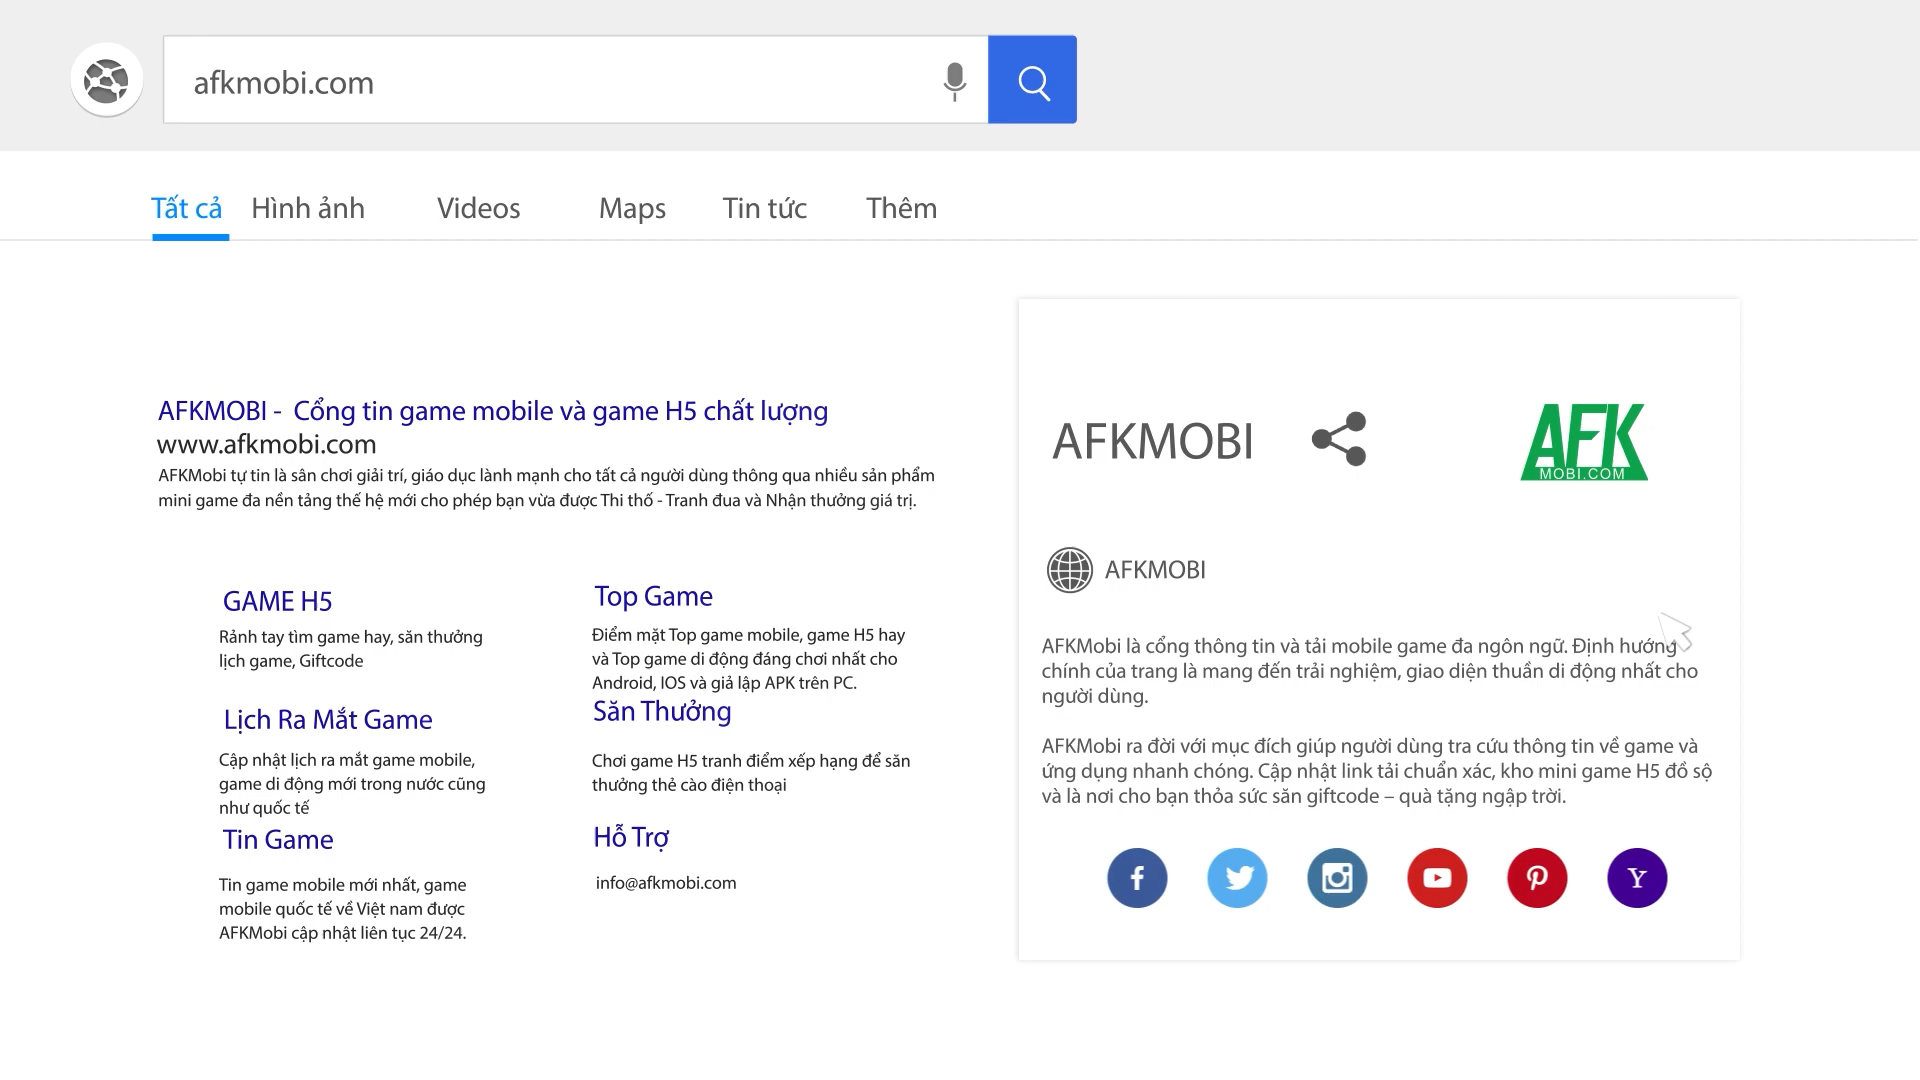 afkmobi.com
Tất cả Hình ảnh Videos Maps Tin tức Thêm
AFKMOBI - Cổng tin game mobile và game H5 chất lượng
www.afkmobi.com
AFKMobi tự tin là sân chơi giải trí, giáo dục lành mạnh cho tất cả người dùng thông qua nhiều sản phẩm
mini game đa nền tảng thế hệ mới cho phép bạn vừa được Thi thố - Tranh đua và Nhận thưởng giá trị.
GAME H5
Rảnh tay tìm game hay, săn thưởng
lịch game, Giftcode
Lịch Ra Mắt Game
Cập nhật lịch ra mắt game mobile,
game di động mới trong nước cũng
như quốc tế
Tin Game
Tin game mobile mới nhất, game
mobile quốc tế về Việt nam được
AFKMobi cập nhật liên tục 24/24.
Top Game
Điểm mặt Top game mobile, game H5 hay
và Top game di động đáng chơi nhất cho
Android, IOS và giả lập APK trên PC.
Săn Thưởng
Chơi game H5 tranh điểm xếp hạng để săn
thưởng thẻ cào điện thoại
Hỗ Trợ
info@afkmobi.com
AFKMOBI
AFK
MOBI.COM
AFKMOBI
AFKMobi là cổng thông tin và tải mobile game đa ngôn ngữ. Định hướng
chính của trang là mang đến trải nghiệm, giao diện thuần di động nhất cho
người dùng.
AFKMobi ra đời với mục đích giúp người dùng tra cứu thông tin về game và
ứng dụng nhanh chóng. Cập nhật link tải chuẩn xác, kho mini game H5 đồ sộ
và là nơi cho bạn thỏa sức săn giftcode – quà tặng ngập trời.